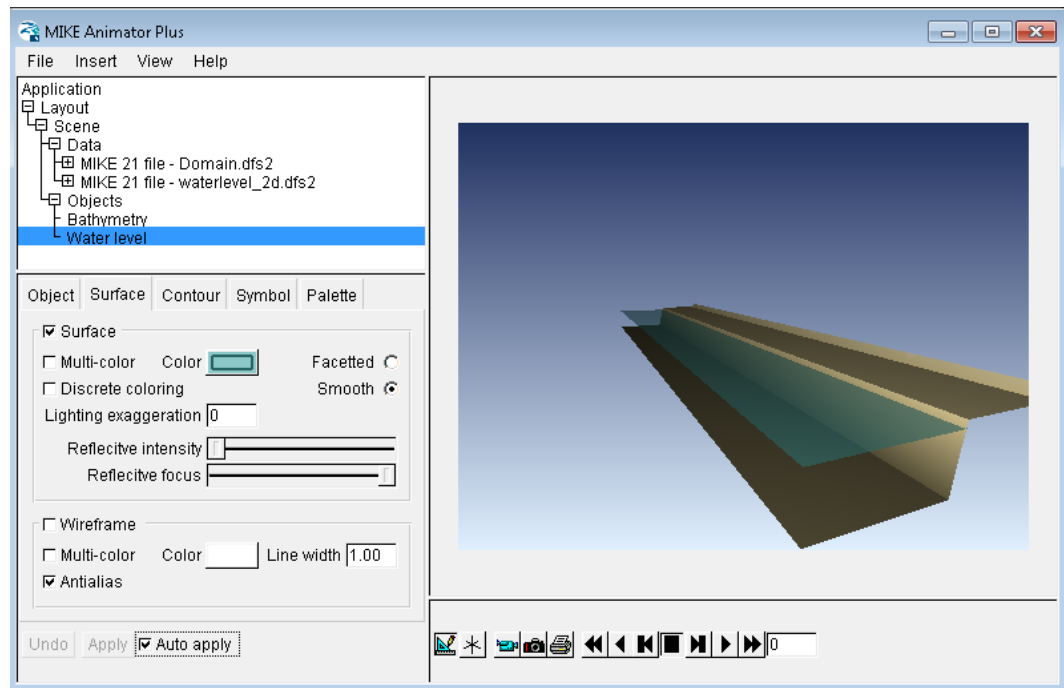 MIKE Animator Plus
File Insert View Help
Application
Layout
Scene
Data
MIKE 21 file - Domain.dfs2
MIKE 21 file - waterlevel_2d.dfs2
Objects
Bathymetry
Water level
Object Surface Contour Symbol Palette
Surface
Multi-color Color Facetted
Discrete coloring Smooth
Lighting exaggeration 0
Reflecitve intensity
Reflecitve focus
Wireframe
Multi-color Color Line width 1.00
Antialias
Undo Apply Auto apply 0